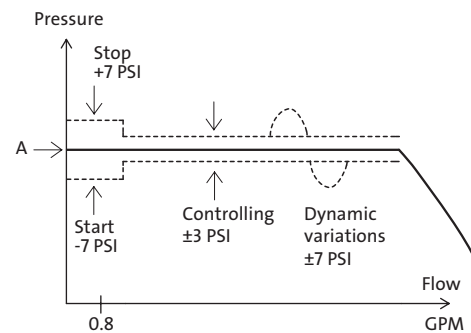 Pressure
Stop
+7 PSI
A
Start
-7 PSI
Controlling
±3 PSI
Dynamic
variations
±7 PSI
Flow
0.8
GPM